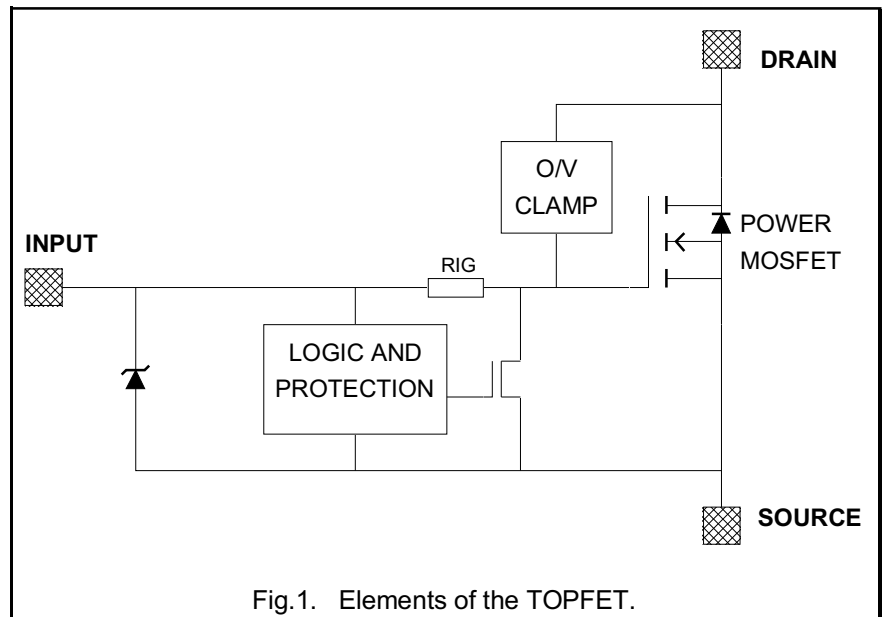 DRAIN
O/V
CLAMP
POWER
MOSFET
INPUT
RIG
LOGIC AND
PROTECTION
SOURCE
Fig.1. Elements of the TOPFET.